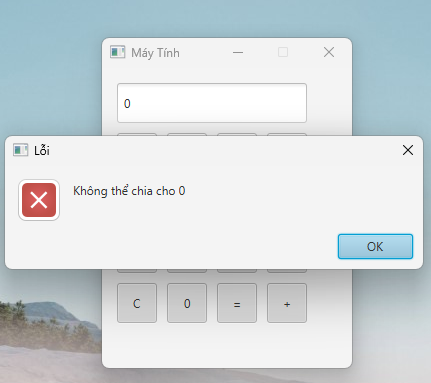 Máy Tính
0
Lỗi
Không thể chia cho 0
OK
C 0 = +